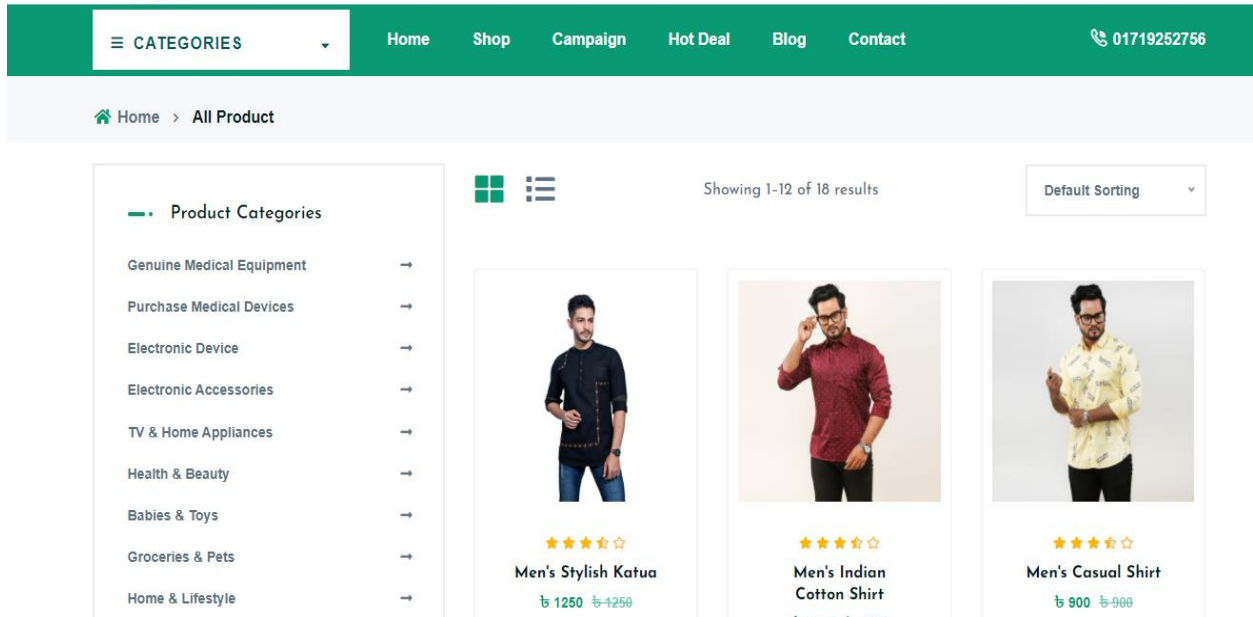 ☰ CATEGORIES
Home Shop Campaign Hot Deal Blog Contact
01719252756
Home > All Product
Product Categories
Genuine Medical Equipment →
Purchase Medical Devices →
Electronic Device →
Electronic Accessories →
TV & Home Appliances →
Health & Beauty →
Babies & Toys →
Groceries & Pets →
Home & Lifestyle →
Showing 1-12 of 18 results
Default Sorting
Men's Stylish Katua
৳ 1250 ৳ 1250
Men's Indian
Cotton Shirt
Men's Casual Shirt
৳ 900 ৳ 900